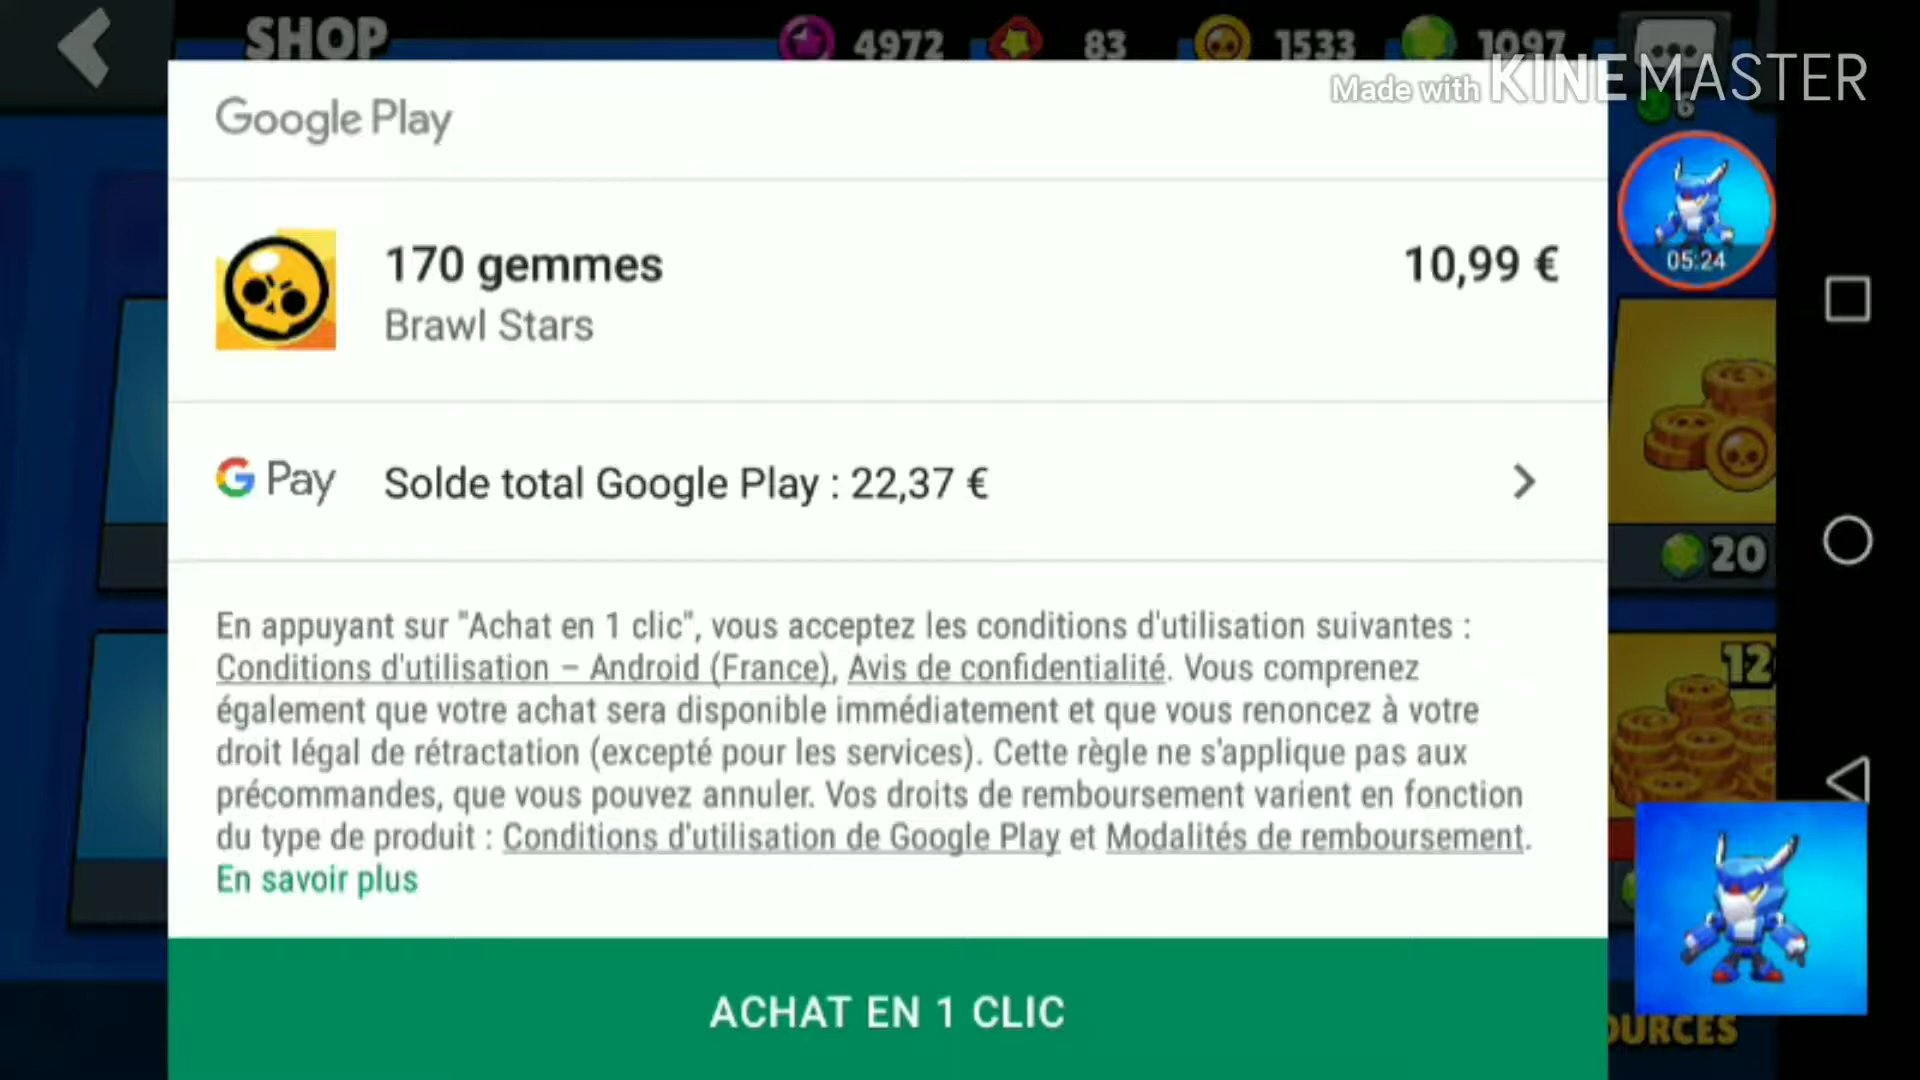 SHOP
4972
83
1533
1097
Made with KINEMASTER
6
Google Play
170 gemmes
10,99 €
Brawl Stars
05:24
G Pay
Solde total Google Play : 22,37 €
20
En appuyant sur "Achat en 1 clic", vous acceptez les conditions d'utilisation suivantes :
Conditions d'utilisation – Android (France), Avis de confidentialité. Vous comprenez
également que votre achat sera disponible immédiatement et que vous renoncez à votre
droit légal de rétractation (excepté pour les services). Cette règle ne s'applique pas aux
précommandes, que vous pouvez annuler. Vos droits de remboursement varient en fonction
du type de produit : Conditions d'utilisation de Google Play et Modalités de remboursement.
En savoir plus
12
ACHAT EN 1 CLIC
OURCES